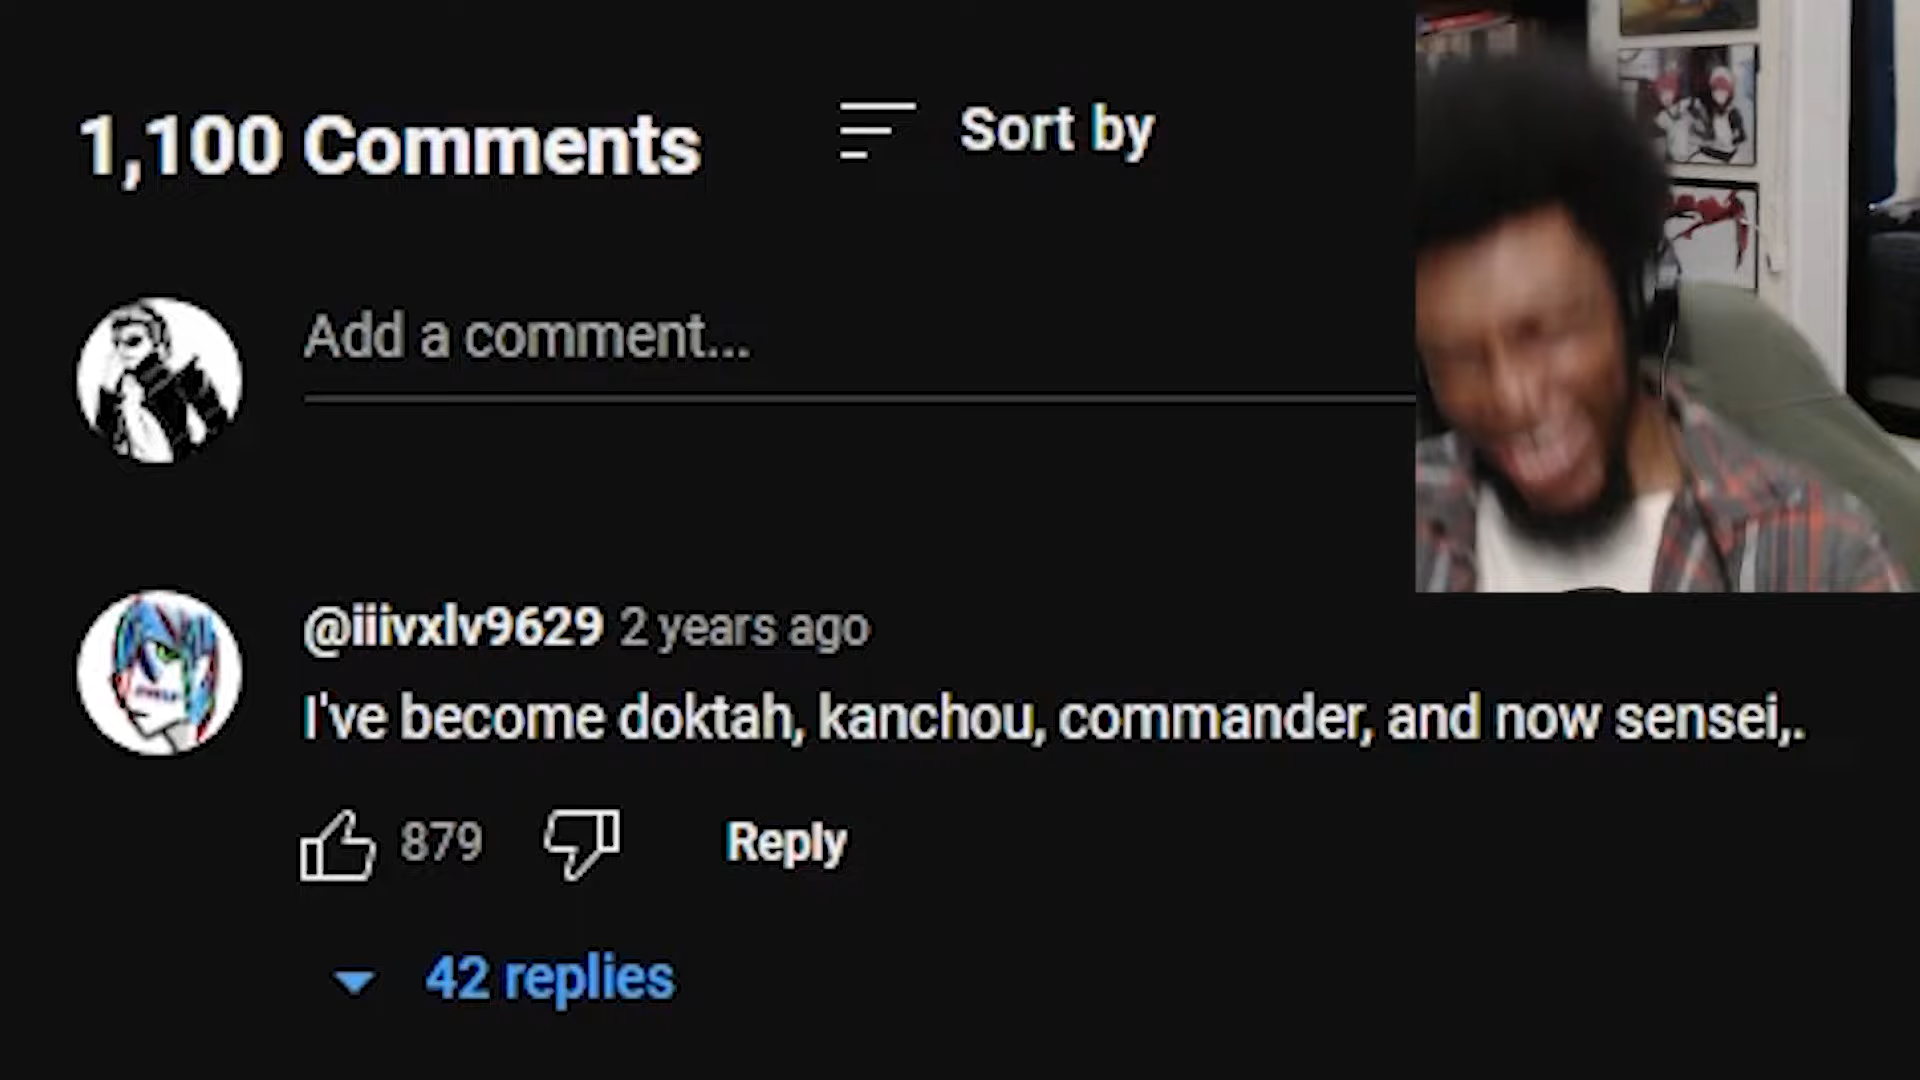 1,100 Comments
Sort by
Add a comment...
@iiivxlv9629 2 years ago
I've become doktah, kanchou, commander, and now sensei,.
879
Reply
42 replies